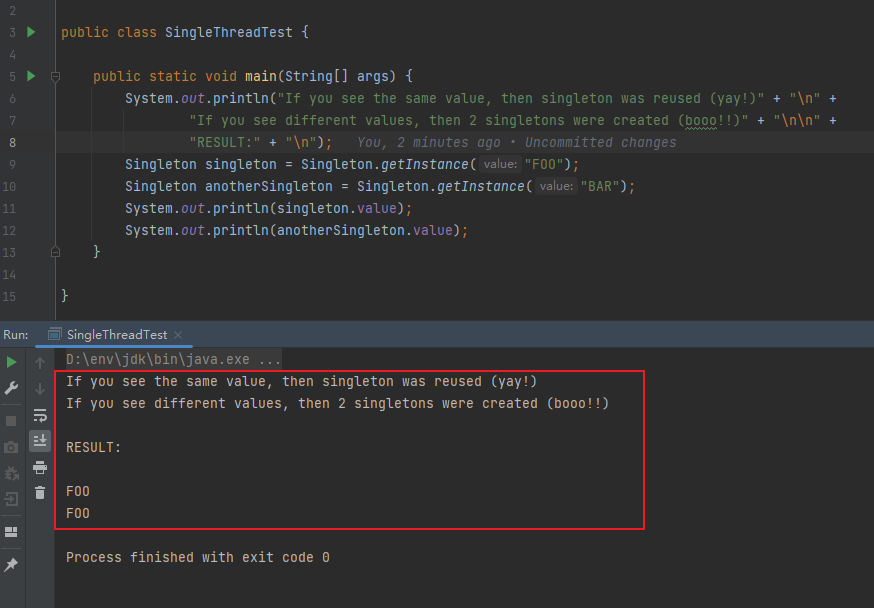 2
3 public class SingleThreadTest {
4
5 public static void main(String[] args) {
6 System.out.println("If you see the same value, then singleton was reused (yay!)" + "\n" +
7 "If you see different values, then 2 singletons were created (booo!!)" + "\n\n" +
8 "RESULT:" + "\n"); You, 2 minutes ago • Uncommitted changes
9 Singleton singleton = Singleton.getInstance( value: "FOO");
10 Singleton anotherSingleton = Singleton.getInstance( value: "BAR");
11 System.out.println(singleton.value);
12 System.out.println(anotherSingleton.value);
13 }
14
15 }
Run: SingleThreadTest ×
D:\env\jdk\bin\java.exe ...
If you see the same value, then singleton was reused (yay!)
If you see different values, then 2 singletons were created (booo!!)
RESULT:
FOO
FOO
Process finished with exit code 0